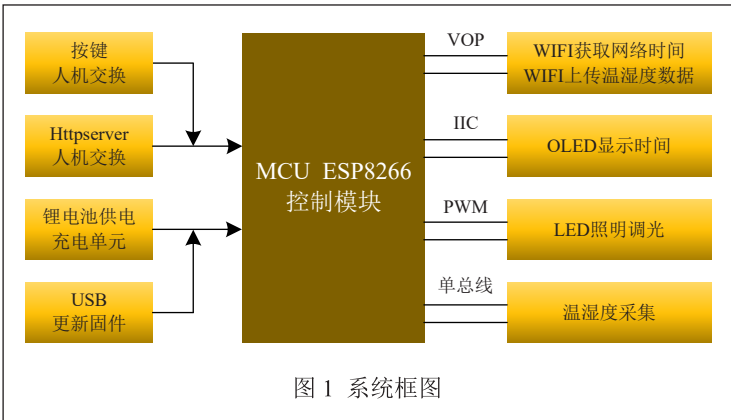 按键
人机交换
Httpserver
人机交换
锂电池供电
充电单元
USB
更新固件
MCU ESP8266
控制模块
VOP
IIC
PWM
单总线
WIFI获取网络时间
WIFI上传温湿度数据
OLED显示时间
LED照明调光
温湿度采集
图 1 系统框图